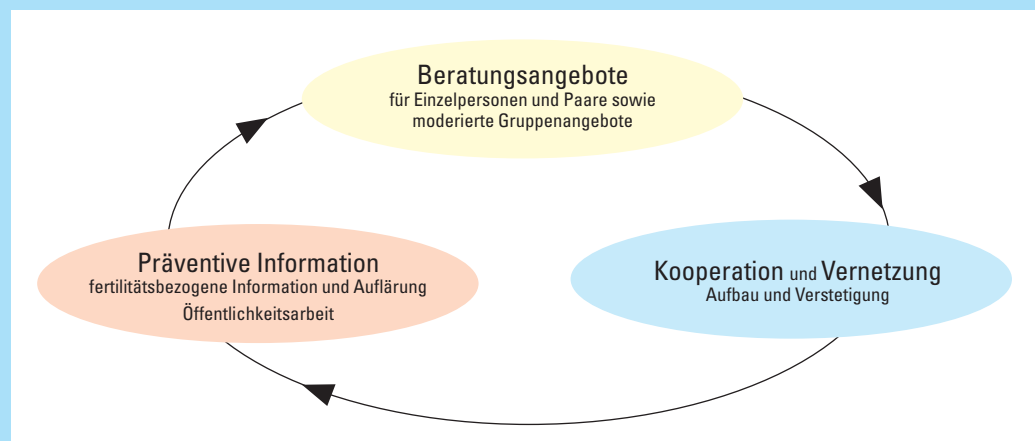 Beratungsangebote
für Einzelpersonen und Paare sowie
moderierte Gruppenangebote
Präventive Information
fertilitätsbezogene Information und Auflärung
Öffentlichkeitsarbeit
Kooperation und Vernetzung
Aufbau und Verstetigung